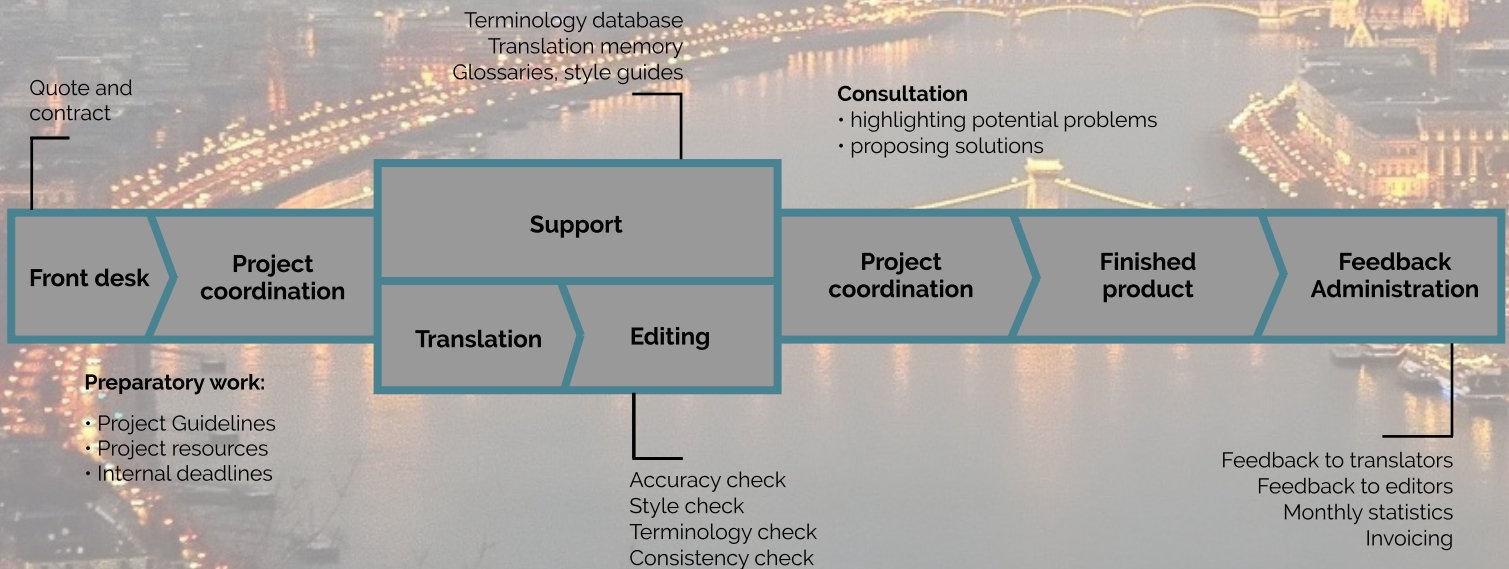 Terminology database
Translation memory
Glossaries, style guides
Quote and
contract
Consultation
• highlighting potential problems
• proposing solutions
Front desk
Project
coordination
Support
Translation
Editing
Project
coordination
Finished
product
Feedback
Administration
Preparatory work:
• Project Guidelines
• Project resources
• Internal deadlines
Accuracy check
Style check
Terminology check
Consistency check
Feedback to translators
Feedback to editors
Monthly statistics
Invoicing